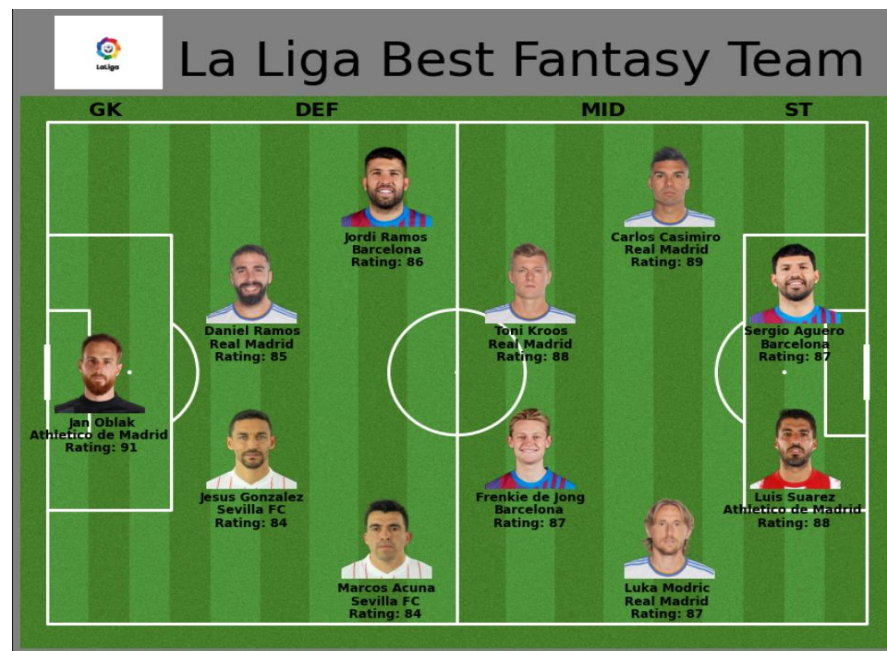 LaLiga
La Liga Best Fantasy Team
GK
DEF
MID
ST
Jordi Ramos
Barcelona
Rating: 86
Carlos Casimiro
Real Madrid
Rating: 89
Daniel Ramos
Real Madrid
Rating: 85
Toni Kroos
Real Madrid
Rating: 88
Sergio Aguero
Barcelona
Rating: 87
Jan Oblak
Athletico de Madrid
Rating: 91
Jesus Gonzalez
Sevilla FC
Rating: 84
Frenkie de Jong
Barcelona
Rating: 87
Luis Suarez
Athletico de Madrid
Rating: 88
Marcos Acuna
Sevilla FC
Rating: 84
Luka Modric
Real Madrid
Rating: 87